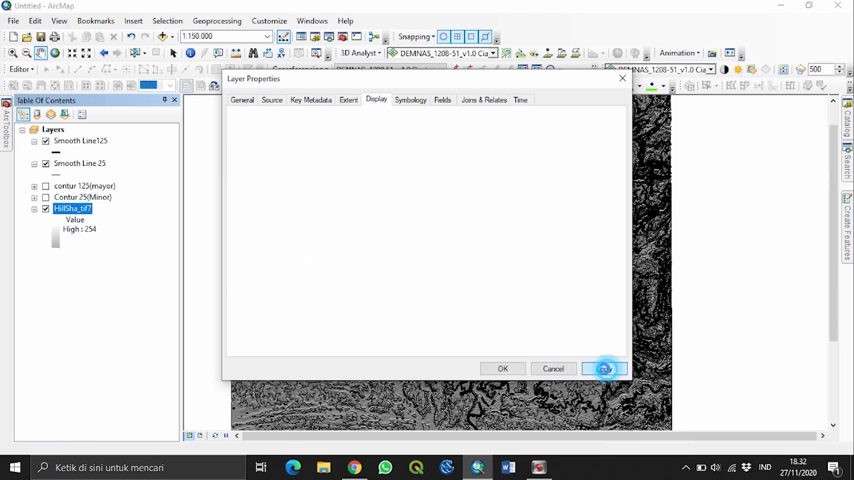 Untitled - ArcMap
File Edit View Bookmarks Insert Selection Geoprocessing Customize Windows Help
1:150.000
Snapping
3D Analyst
DEMNAS_1208-51_v1.0 Cia
Animation
Editor
DEMNAS_1208-51_v1.0 Cia
500
Table Of Contents
Layers
Smooth Line125
Smooth Line 25
contur 125(mayor)
Contur 25(Minor)
HillSha_tif7
Value
High : 254
Layer Properties
General Source Key Metadata Extent Display Symbology Fields Joins & Relates Time
OK Cancel
ArcToolbox
Catalog
Search
Create Features
Ketik di sini untuk mencari
IND
18.32
27/11/2020